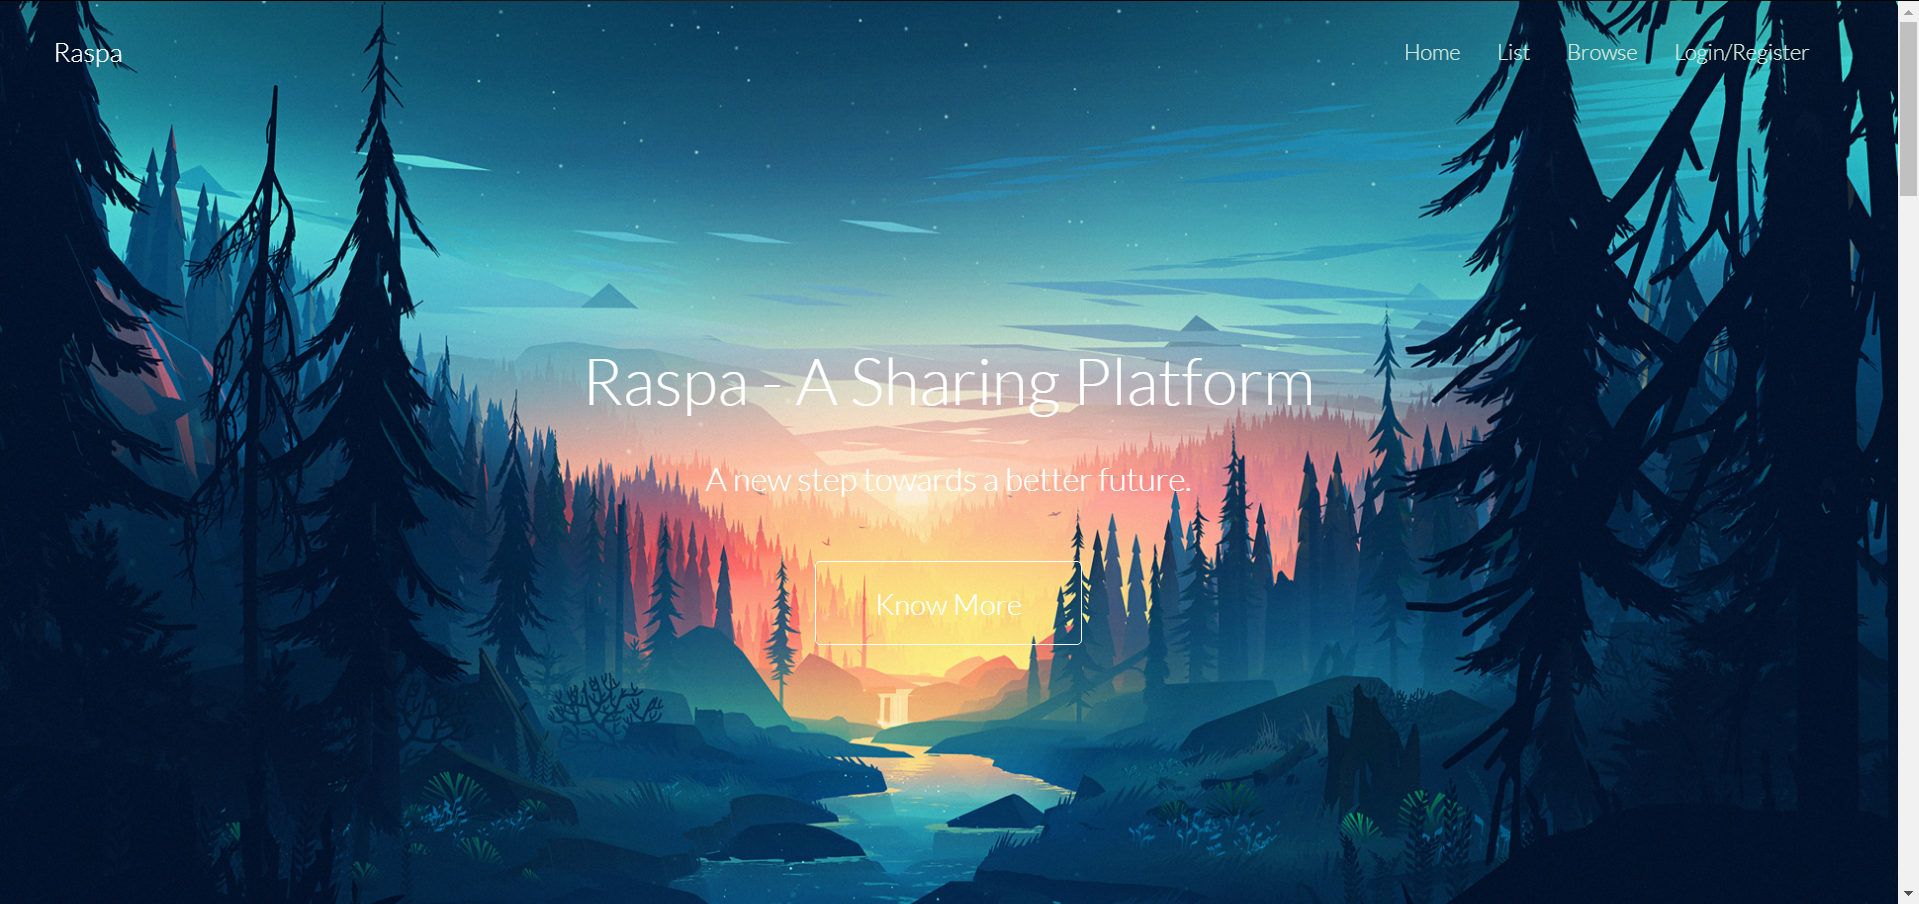 Raspa
Home List Browse Login/Register
Raspa - A Sharing Platform
A new step towards a better future.
Know More